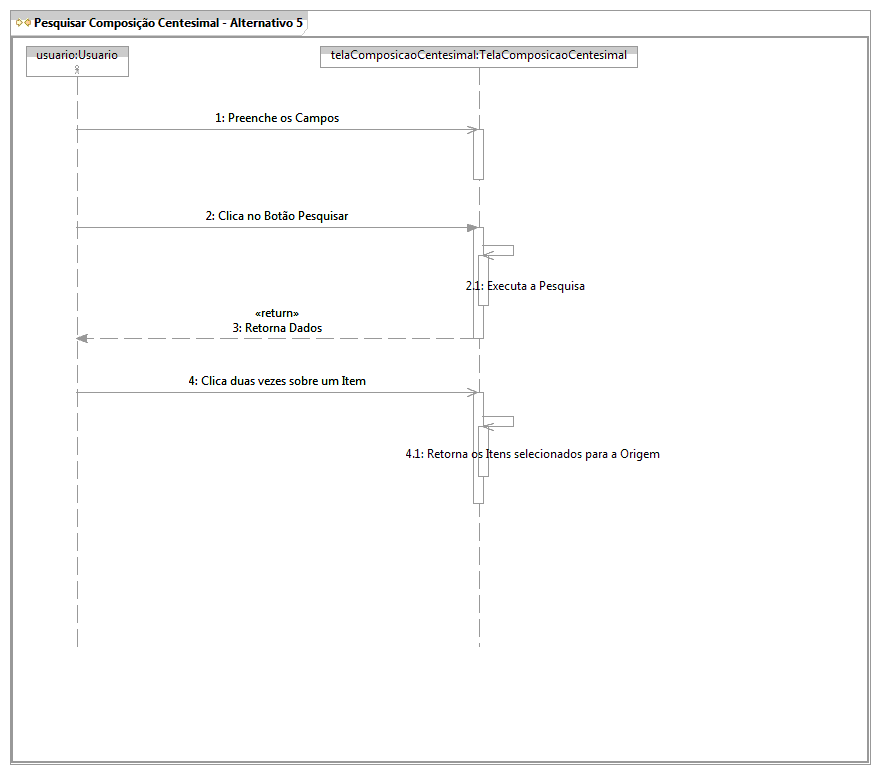 Pesquisar Composição Centesimal - Alternativo 5
usuario:Usuario
telaComposicaoCentesimal:TelaComposicaoCentesimal
1: Preenche os Campos
2: Clica no Botão Pesquisar
2.1: Executa a Pesquisa
«return»
3: Retorna Dados
4: Clica duas vezes sobre um Item
4.1: Retorna os Itens selecionados para a Origem